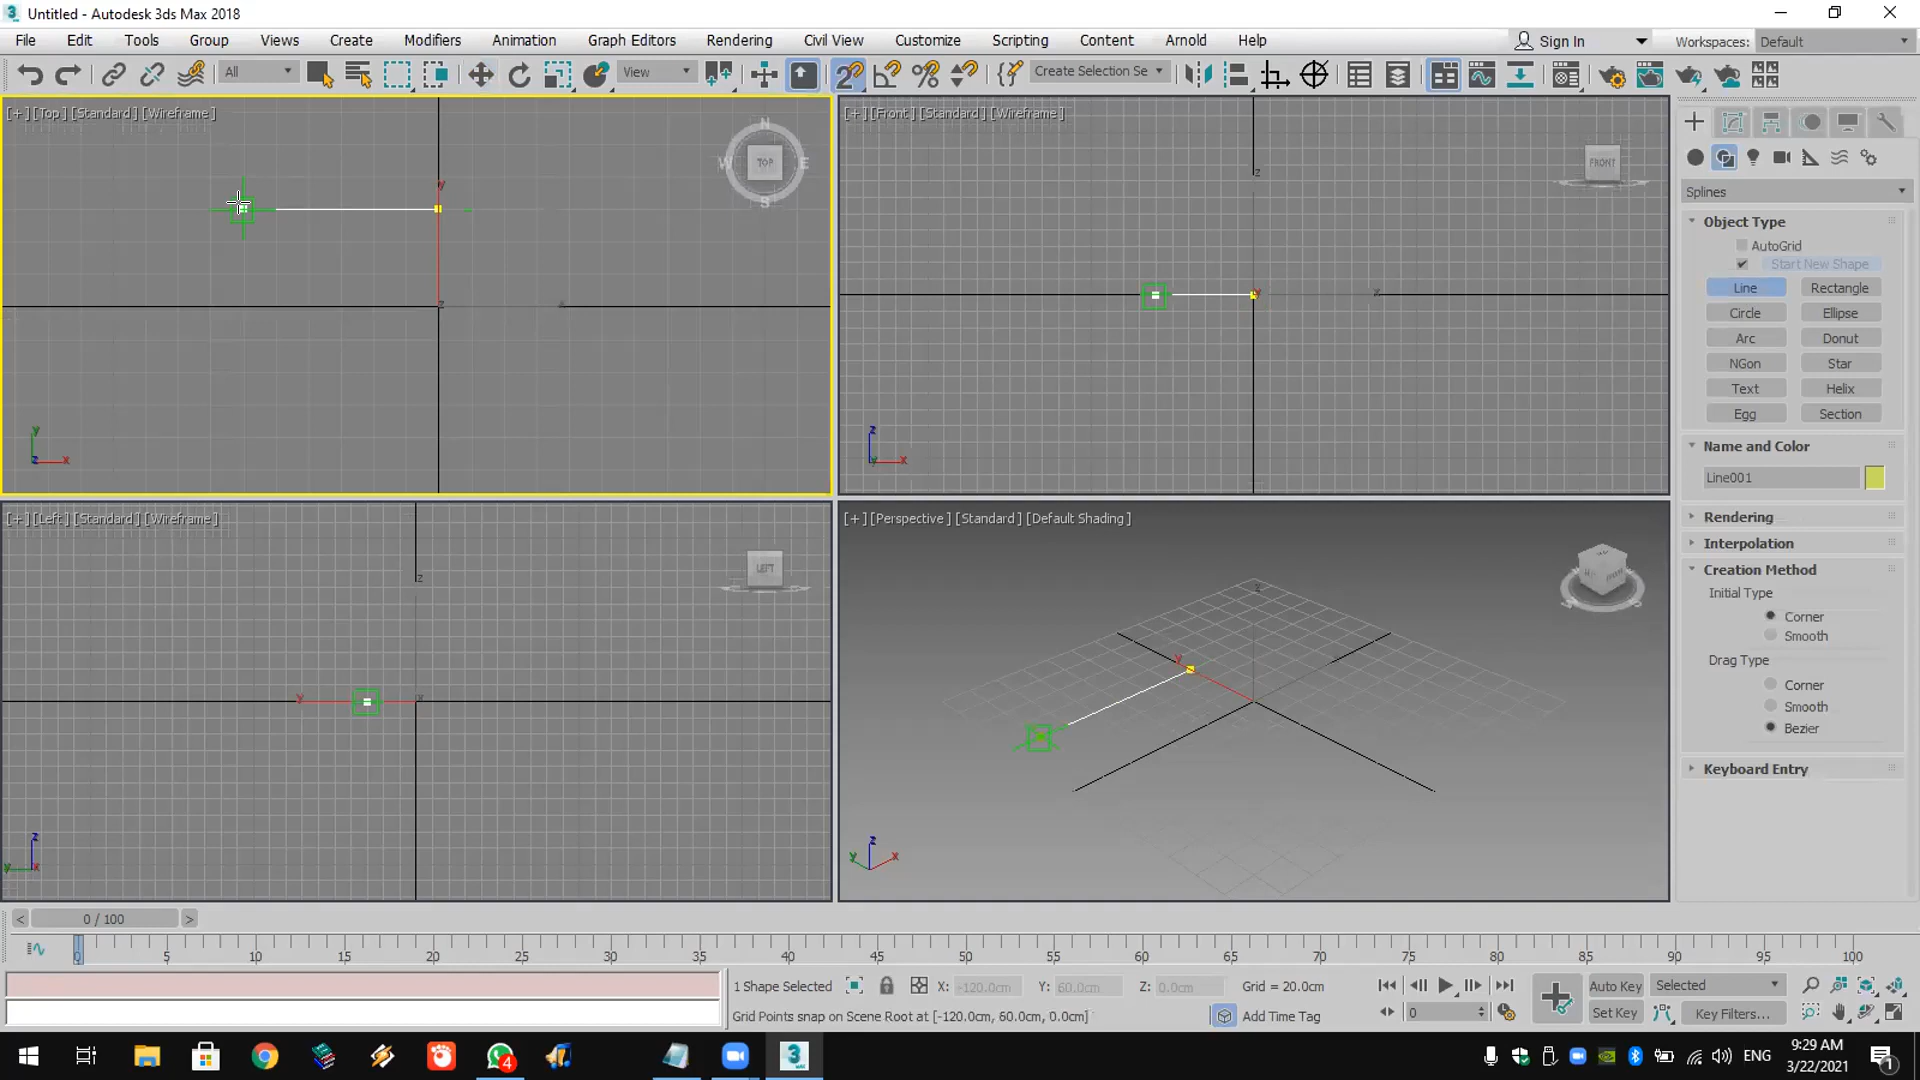 Untitled - Autodesk 3ds Max 2018
File Edit Tools Group Views Create Modifiers Animation Graph Editors Rendering Civil View Customize Scripting Content Arnold Help Sign In Workspaces: Default
All View Create Selection Se
[+][Top][Standard][Wireframe]
N
W TOP E
S
y
z
y
z x
[+][Front][Standard][Wireframe]
FRONT
z
y x
z
y x
[+][Left][Standard][Wireframe]
LEFT
z
y x
z
y x
[+][Perspective][Standard][Default Shading]
z
y
z
y x
Splines
Object Type
AutoGrid
Start New Shape
Line Rectangle
Circle Ellipse
Arc Donut
NGon Star
Text Helix
Egg Section
Name and Color
Line001
Rendering
Interpolation
Creation Method
Initial Type
Corner
Smooth
Drag Type
Corner
Smooth
Bezier
Keyboard Entry
< 0 / 100 >
0 5 10 15 20 25 30 35 40 45 50 55 60 65 70 75 80 85 90 95 100
1 Shape Selected X: -120.0cm Y: 60.0cm Z: 0.0cm Grid = 20.0cm Auto Key Selected
Grid Points snap on Scene Root at [-120.0cm, 60.0cm, 0.0cm] Add Time Tag 0 Set Key Key Filters...
4 3 MAX ENG 9:29 AM
3/22/2021 1